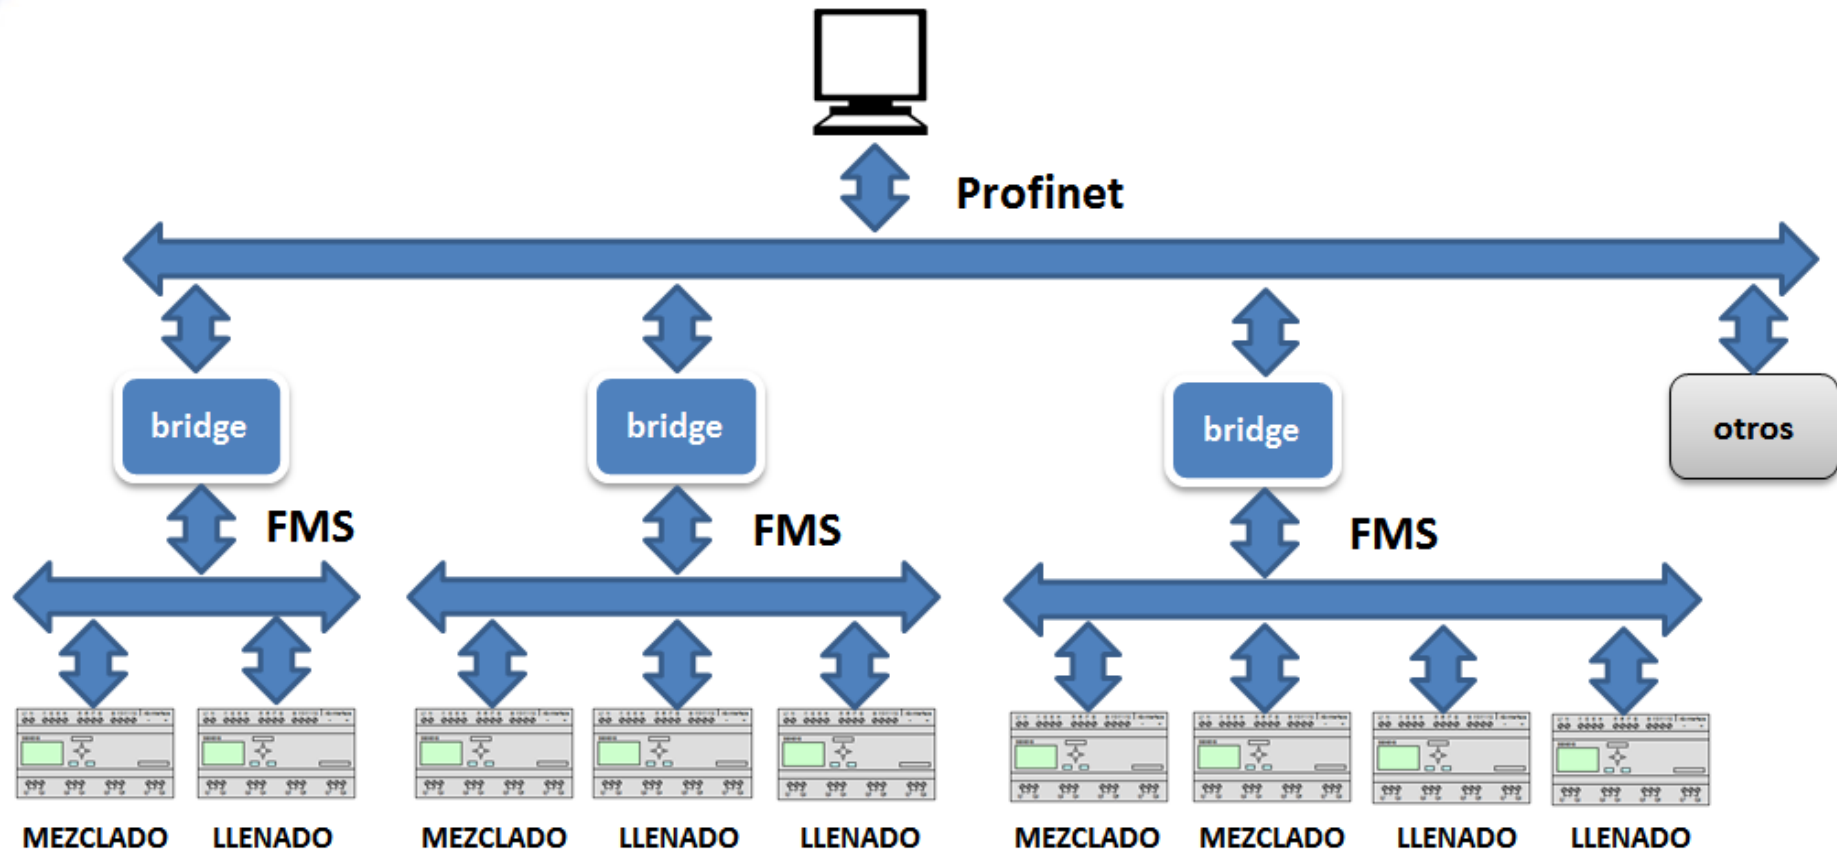 Profinet
bridge
bridge
bridge
otros
FMS
FMS
FMS
MEZCLADO
LLENADO
MEZCLADO
LLENADO
LLENADO
MEZCLADO
MEZCLADO
LLENADO
LLENADO